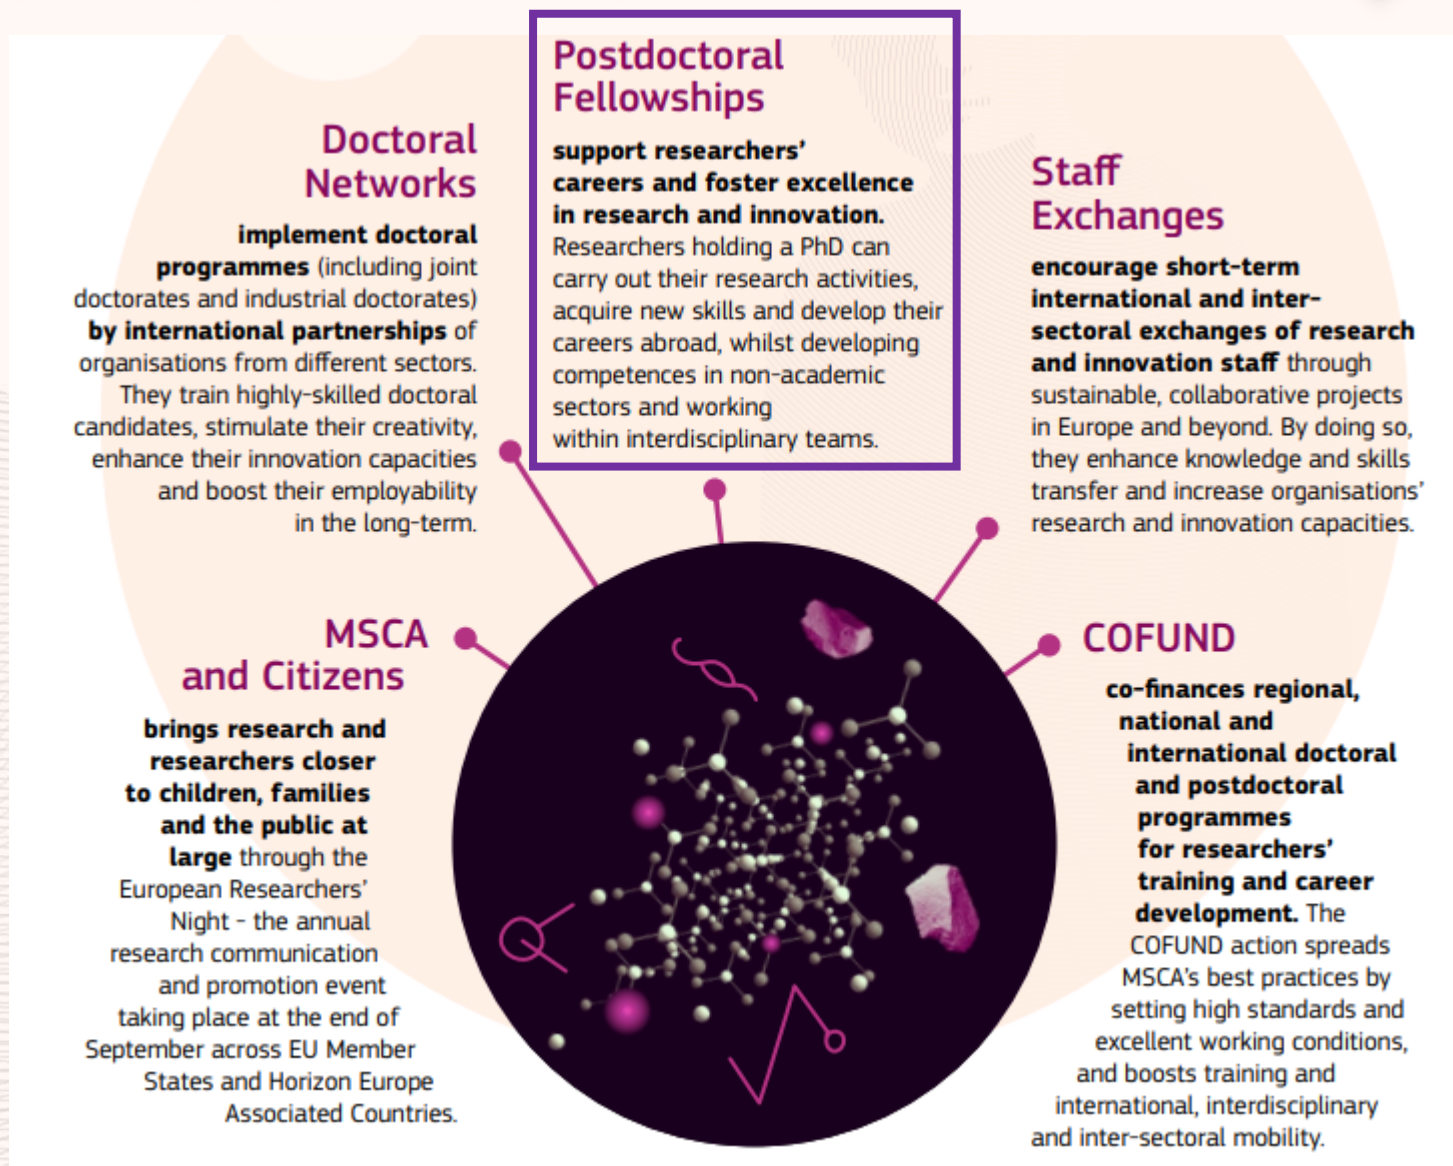 Doctoral
Networks
implement doctoral
programmes (including joint
doctorates and industrial doctorates)
by international partnerships of
organisations from different sectors.
They train highly-skilled doctoral
candidates, stimulate their creativity,
enhance their innovation capacities
and boost their employability
in the long-term.
Postdoctoral
Fellowships
support researchers'
careers and foster excellence
in research and innovation.
Researchers holding a PhD can
carry out their research activities,
acquire new skills and develop their
careers abroad, whilst developing
competences in non-academic
sectors and working
within interdisciplinary teams.
Staff
Exchanges
encourage short-term
international and inter-
sectoral exchanges of research
and innovation staff through
sustainable, collaborative projects
in Europe and beyond. By doing so,
they enhance knowledge and skills
transfer and increase organisations'
research and innovation capacities.
MSCA
and Citizens
brings research and
researchers closer
to children, families
and the public at
large through the
European Researchers'
Night - the annual
research communication
and promotion event
taking place at the end of
September across EU Member
States and Horizon Europe
Associated Countries.
COFUND
co-finances regional,
national and
international doctoral
and postdoctoral
programmes
for researchers'
training and career
development. The
COFUND action spreads
MSCA's best practices by
setting high standards and
excellent working conditions,
and boosts training and
international, interdisciplinary
and inter-sectoral mobility.